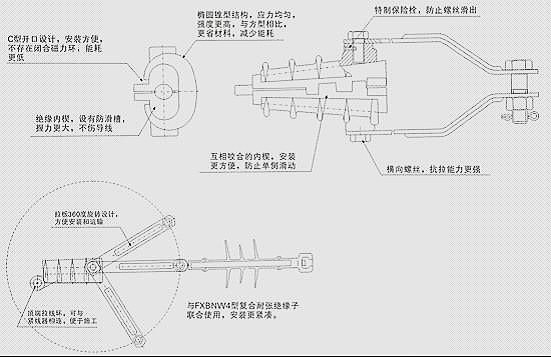 C型开口设计，安装方便，
不存在闭合磁力环，能耗
更低
椭圆锥型结构，应力均匀，
强度更高，与方型相比，
更省材料，减少能耗
特制保险栓，防止螺丝滑出
绝缘内楔，设有防滑槽，
握力更大，不伤导线
互相咬合的内楔，安装
更方便，防止单侧滑动
横向螺丝，抗拉能力更强
拉板360度旋转设计，
方便安装和运输
顶端拉线环，可与
紧线器相连，便于施工
与FXBNW4型复合耐张绝缘子
联合使用，安装更紧凑。